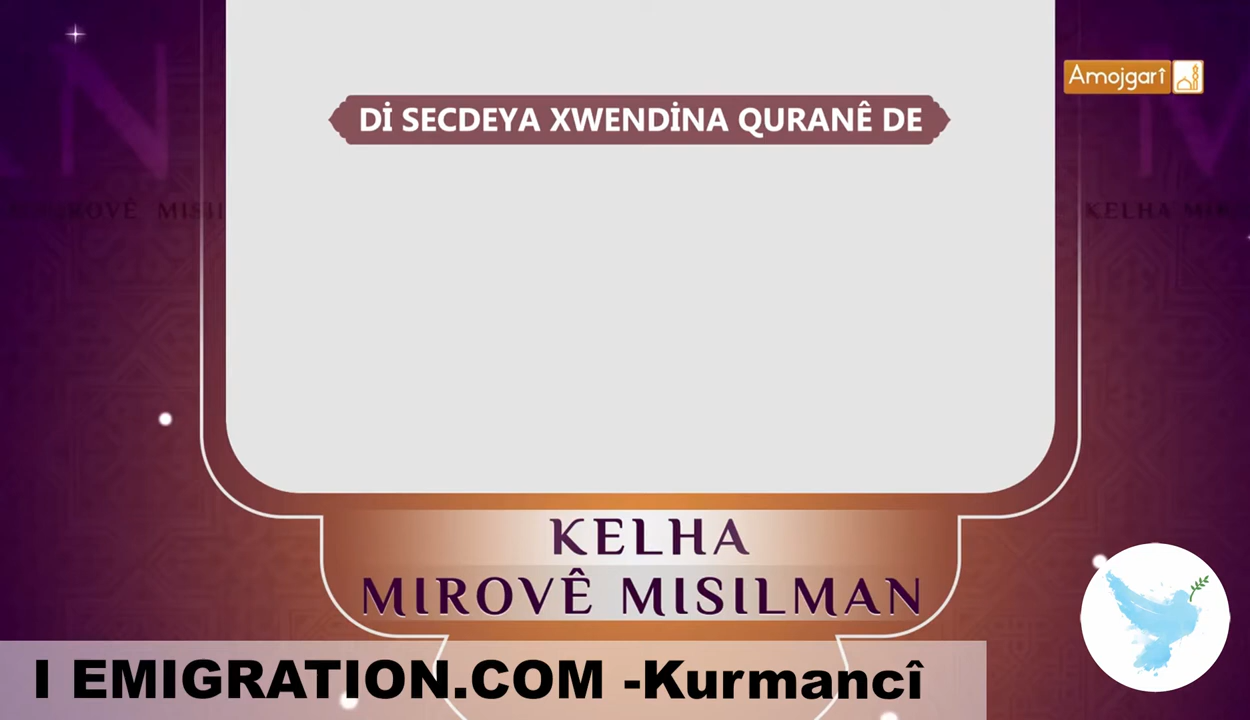 Amojgarî
Dİ SECDEYA XWENDİNA QURANÊ DE
KELHA
MIROVÊ MISILMAN
I EMIGRATION.COM -Kurmancî